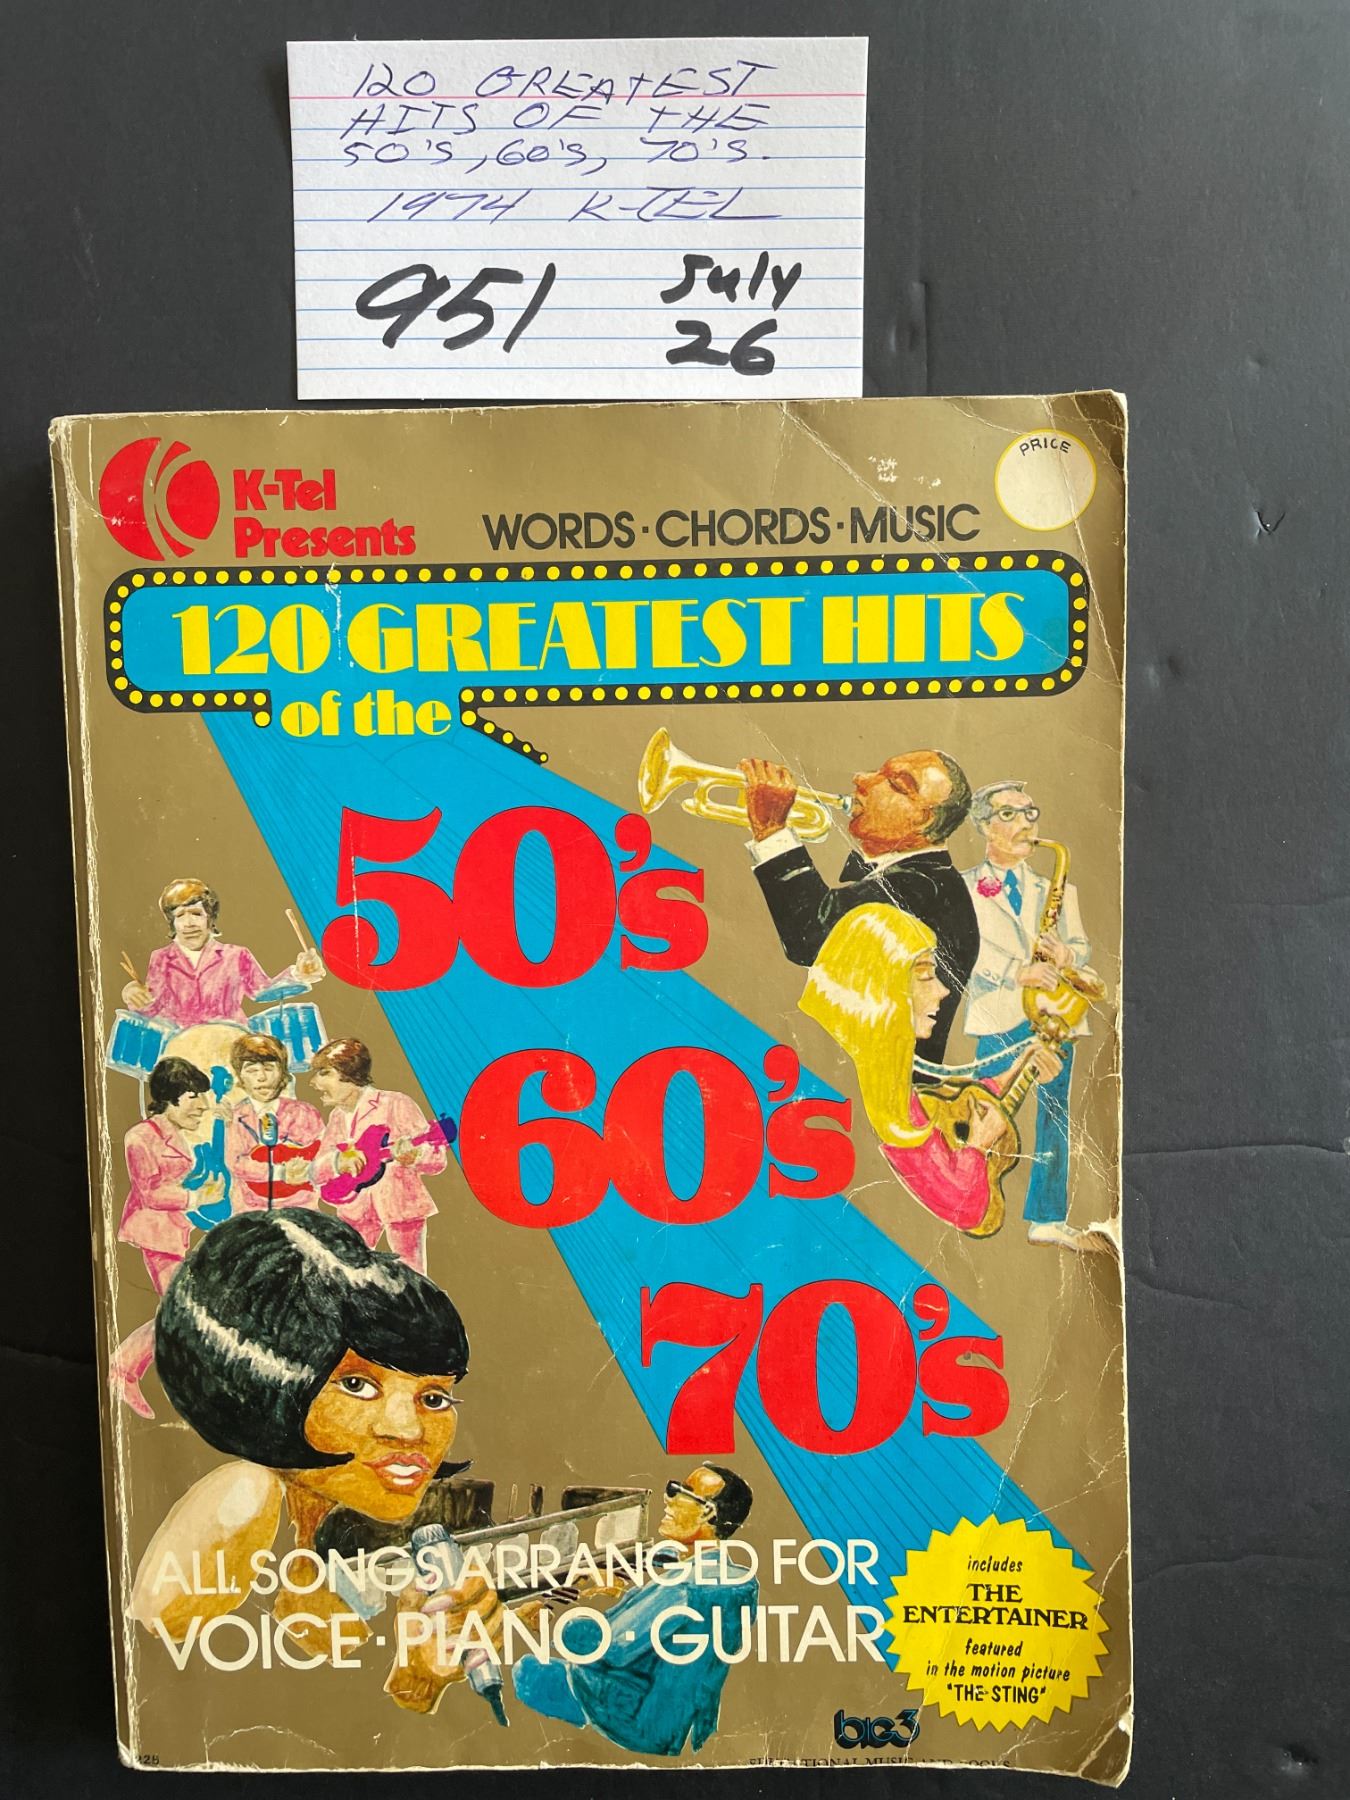 120 GREATEST
HITS OF THE
50'S, 60'S, 70'S.
1974 K-TEL
951 July
26
K-Tel
Presents
PRICE
WORDS·CHORDS·MUSIC
120 GREATEST HITS
of the
50's
60's
70's
ALL SONGS ARRANGED FOR
VOICE·PIANO·GUITAR
includes
THE
ENTERTAINER
featured
in the motion picture
"THE STING"
big3